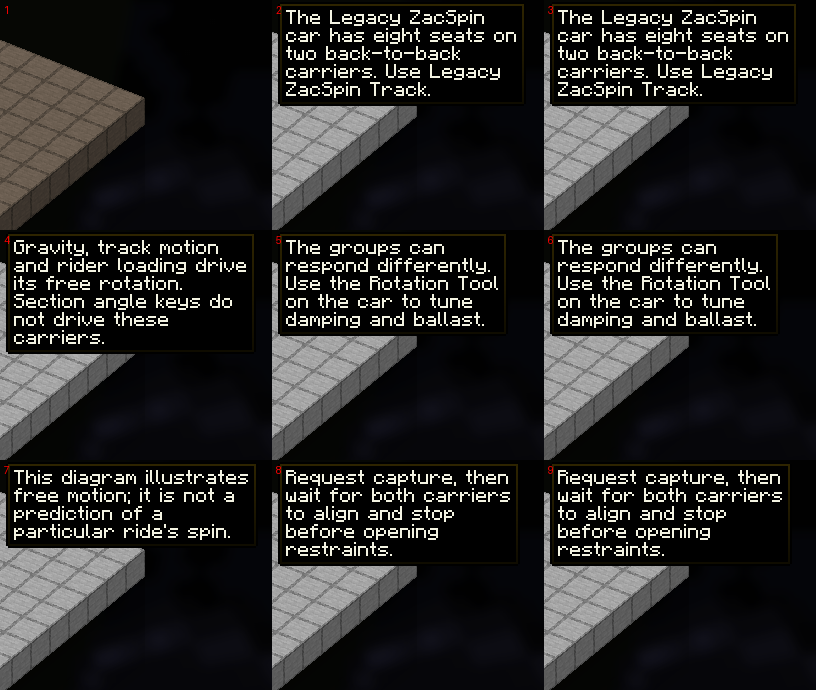 1
2
The Legacy ZacSpin
car has eight seats on
two back-to-back
carriers. Use Legacy
ZacSpin Track.
3
The Legacy ZacSpin
car has eight seats on
two back-to-back
carriers. Use Legacy
ZacSpin Track.
4
Gravity, track motion
and rider loading drive
its free rotation.
Section angle keys do
not drive these
carriers.
5
The groups can
respond differently.
Use the Rotation Tool
on the car to tune
damping and ballast.
6
The groups can
respond differently.
Use the Rotation Tool
on the car to tune
damping and ballast.
7
This diagram illustrates
free motion; it is not a
prediction of a
particular ride's spin.
8
Request capture, then
wait for both carriers
to align and stop
before opening
restraints.
9
Request capture, then
wait for both carriers
to align and stop
before opening
restraints.